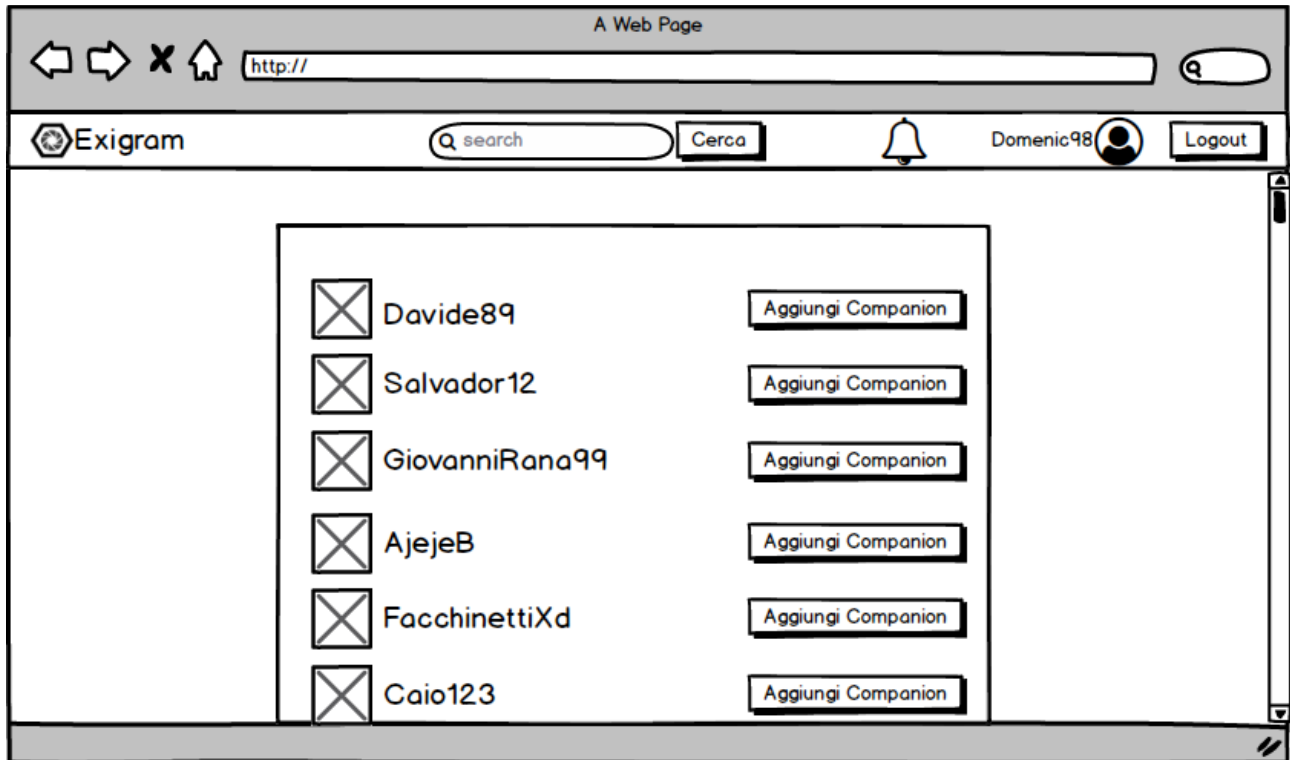 A Web Page
http://
Exigram
search
Cerca
Domenic98
Logout
Davide89
Aggiungi Companion
Salvador12
Aggiungi Companion
GiovanniRana99
Aggiungi Companion
AjejeB
Aggiungi Companion
FacchinettiXd
Aggiungi Companion
Caio123
Aggiungi Companion